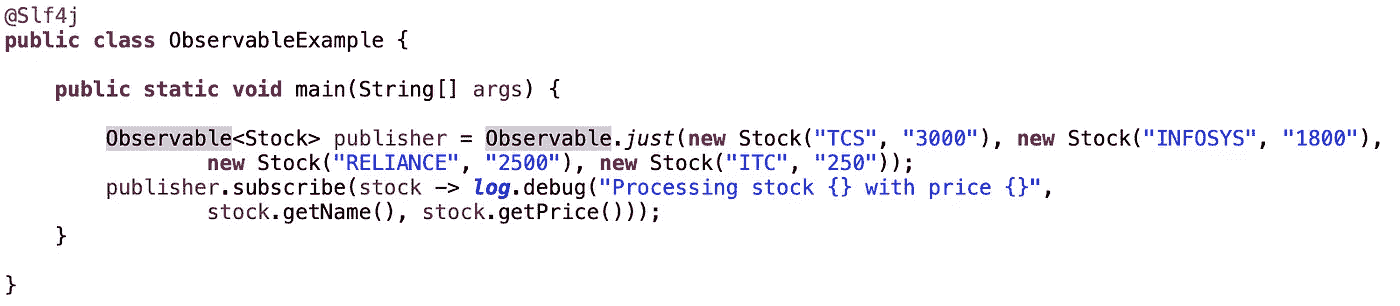 @Slf4j
public class ObservableExample {
public static void main(String[] args) {
Observable<Stock> publisher = Observable.just(new Stock("TCS", "3000"), new Stock("INFOSYS", "1800"),
new Stock("RELIANCE", "2500"), new Stock("ITC", "250"));
publisher.subscribe(stock -> log.debug("Processing stock {} with price {}",
stock.getName(), stock.getPrice()));
}
}